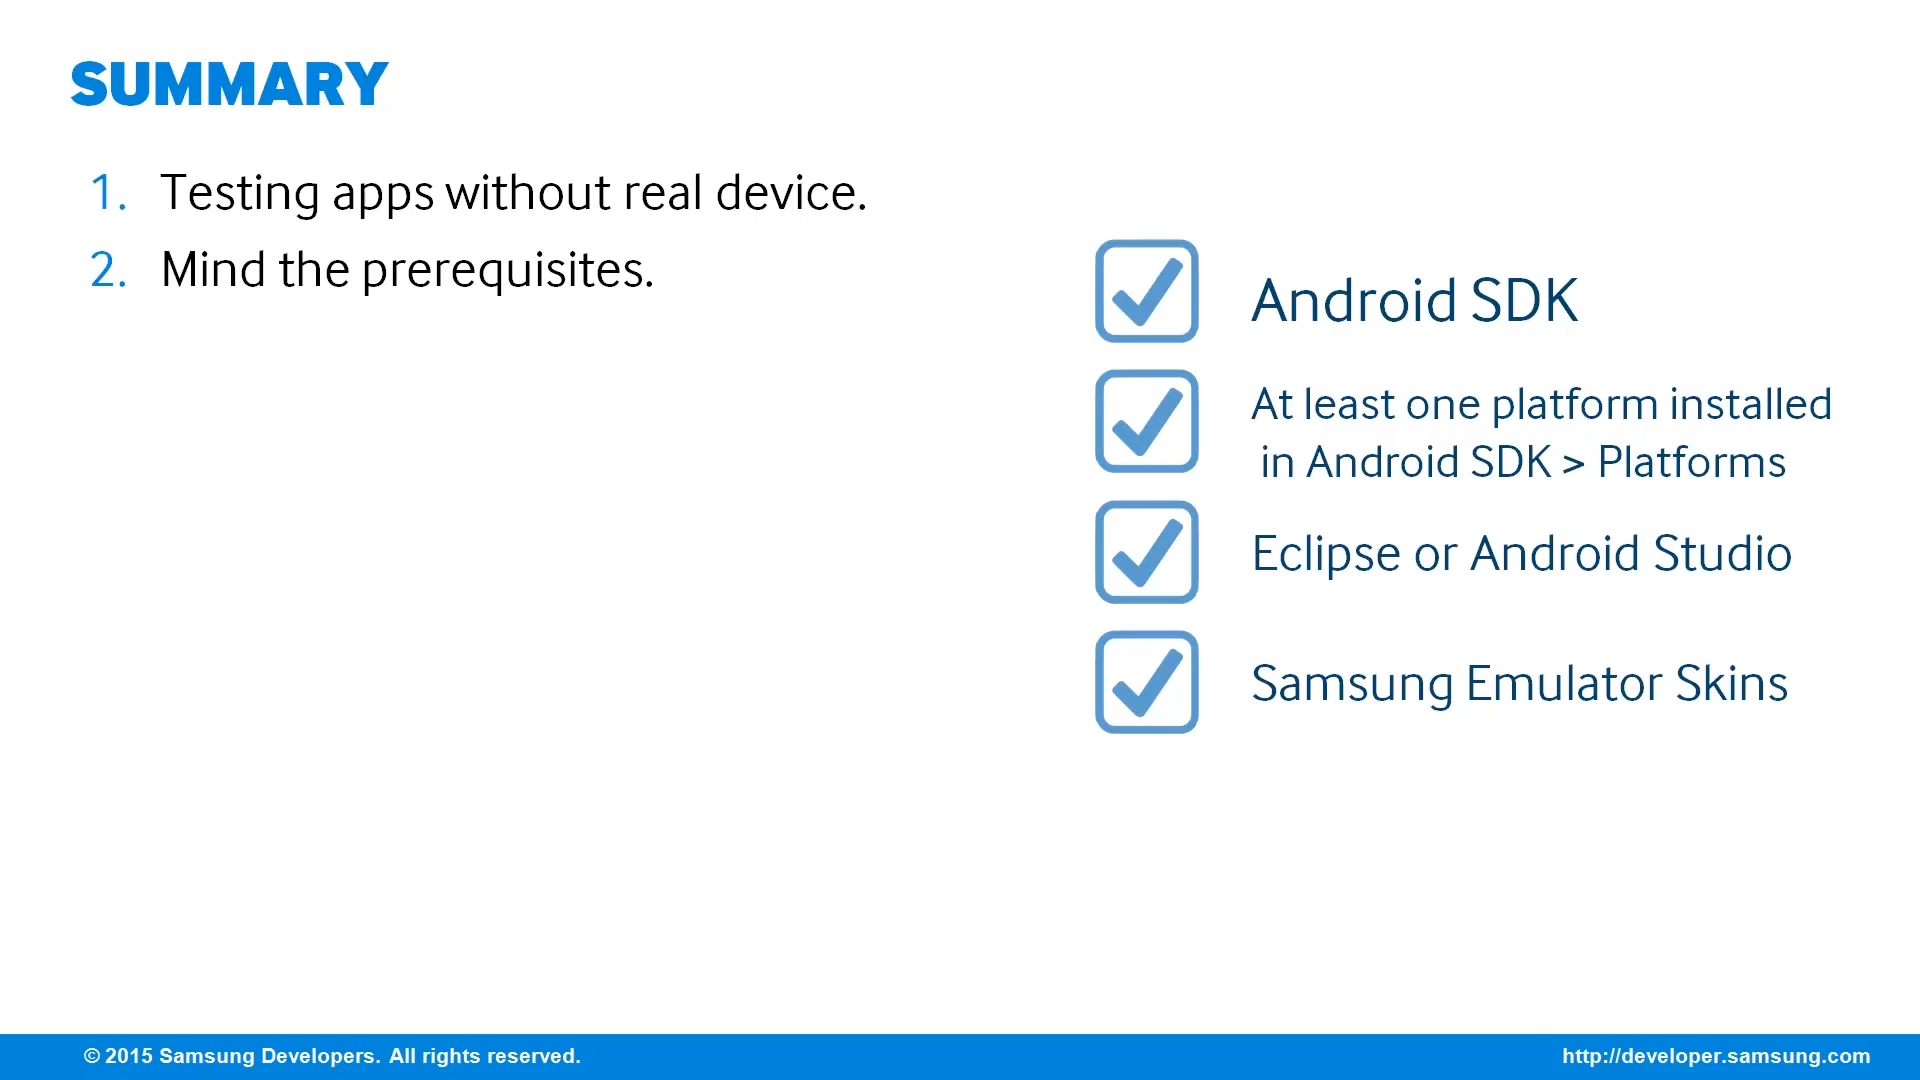 SUMMARY
1. Testing apps without real device.
2. Mind the prerequisites.
Android SDK
At least one platform installed
in Android SDK > Platforms
Eclipse or Android Studio
Samsung Emulator Skins
© 2015 Samsung Developers. All rights reserved.
http://developer.samsung.com